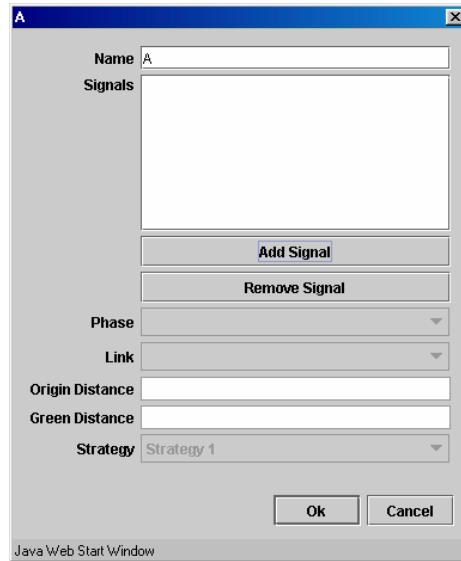 A
Name A
Signals
Add Signal
Remove Signal
Phase
Link
Origin Distance
Green Distance
Strategy Strategy 1
Ok Cancel
Java Web Start Window